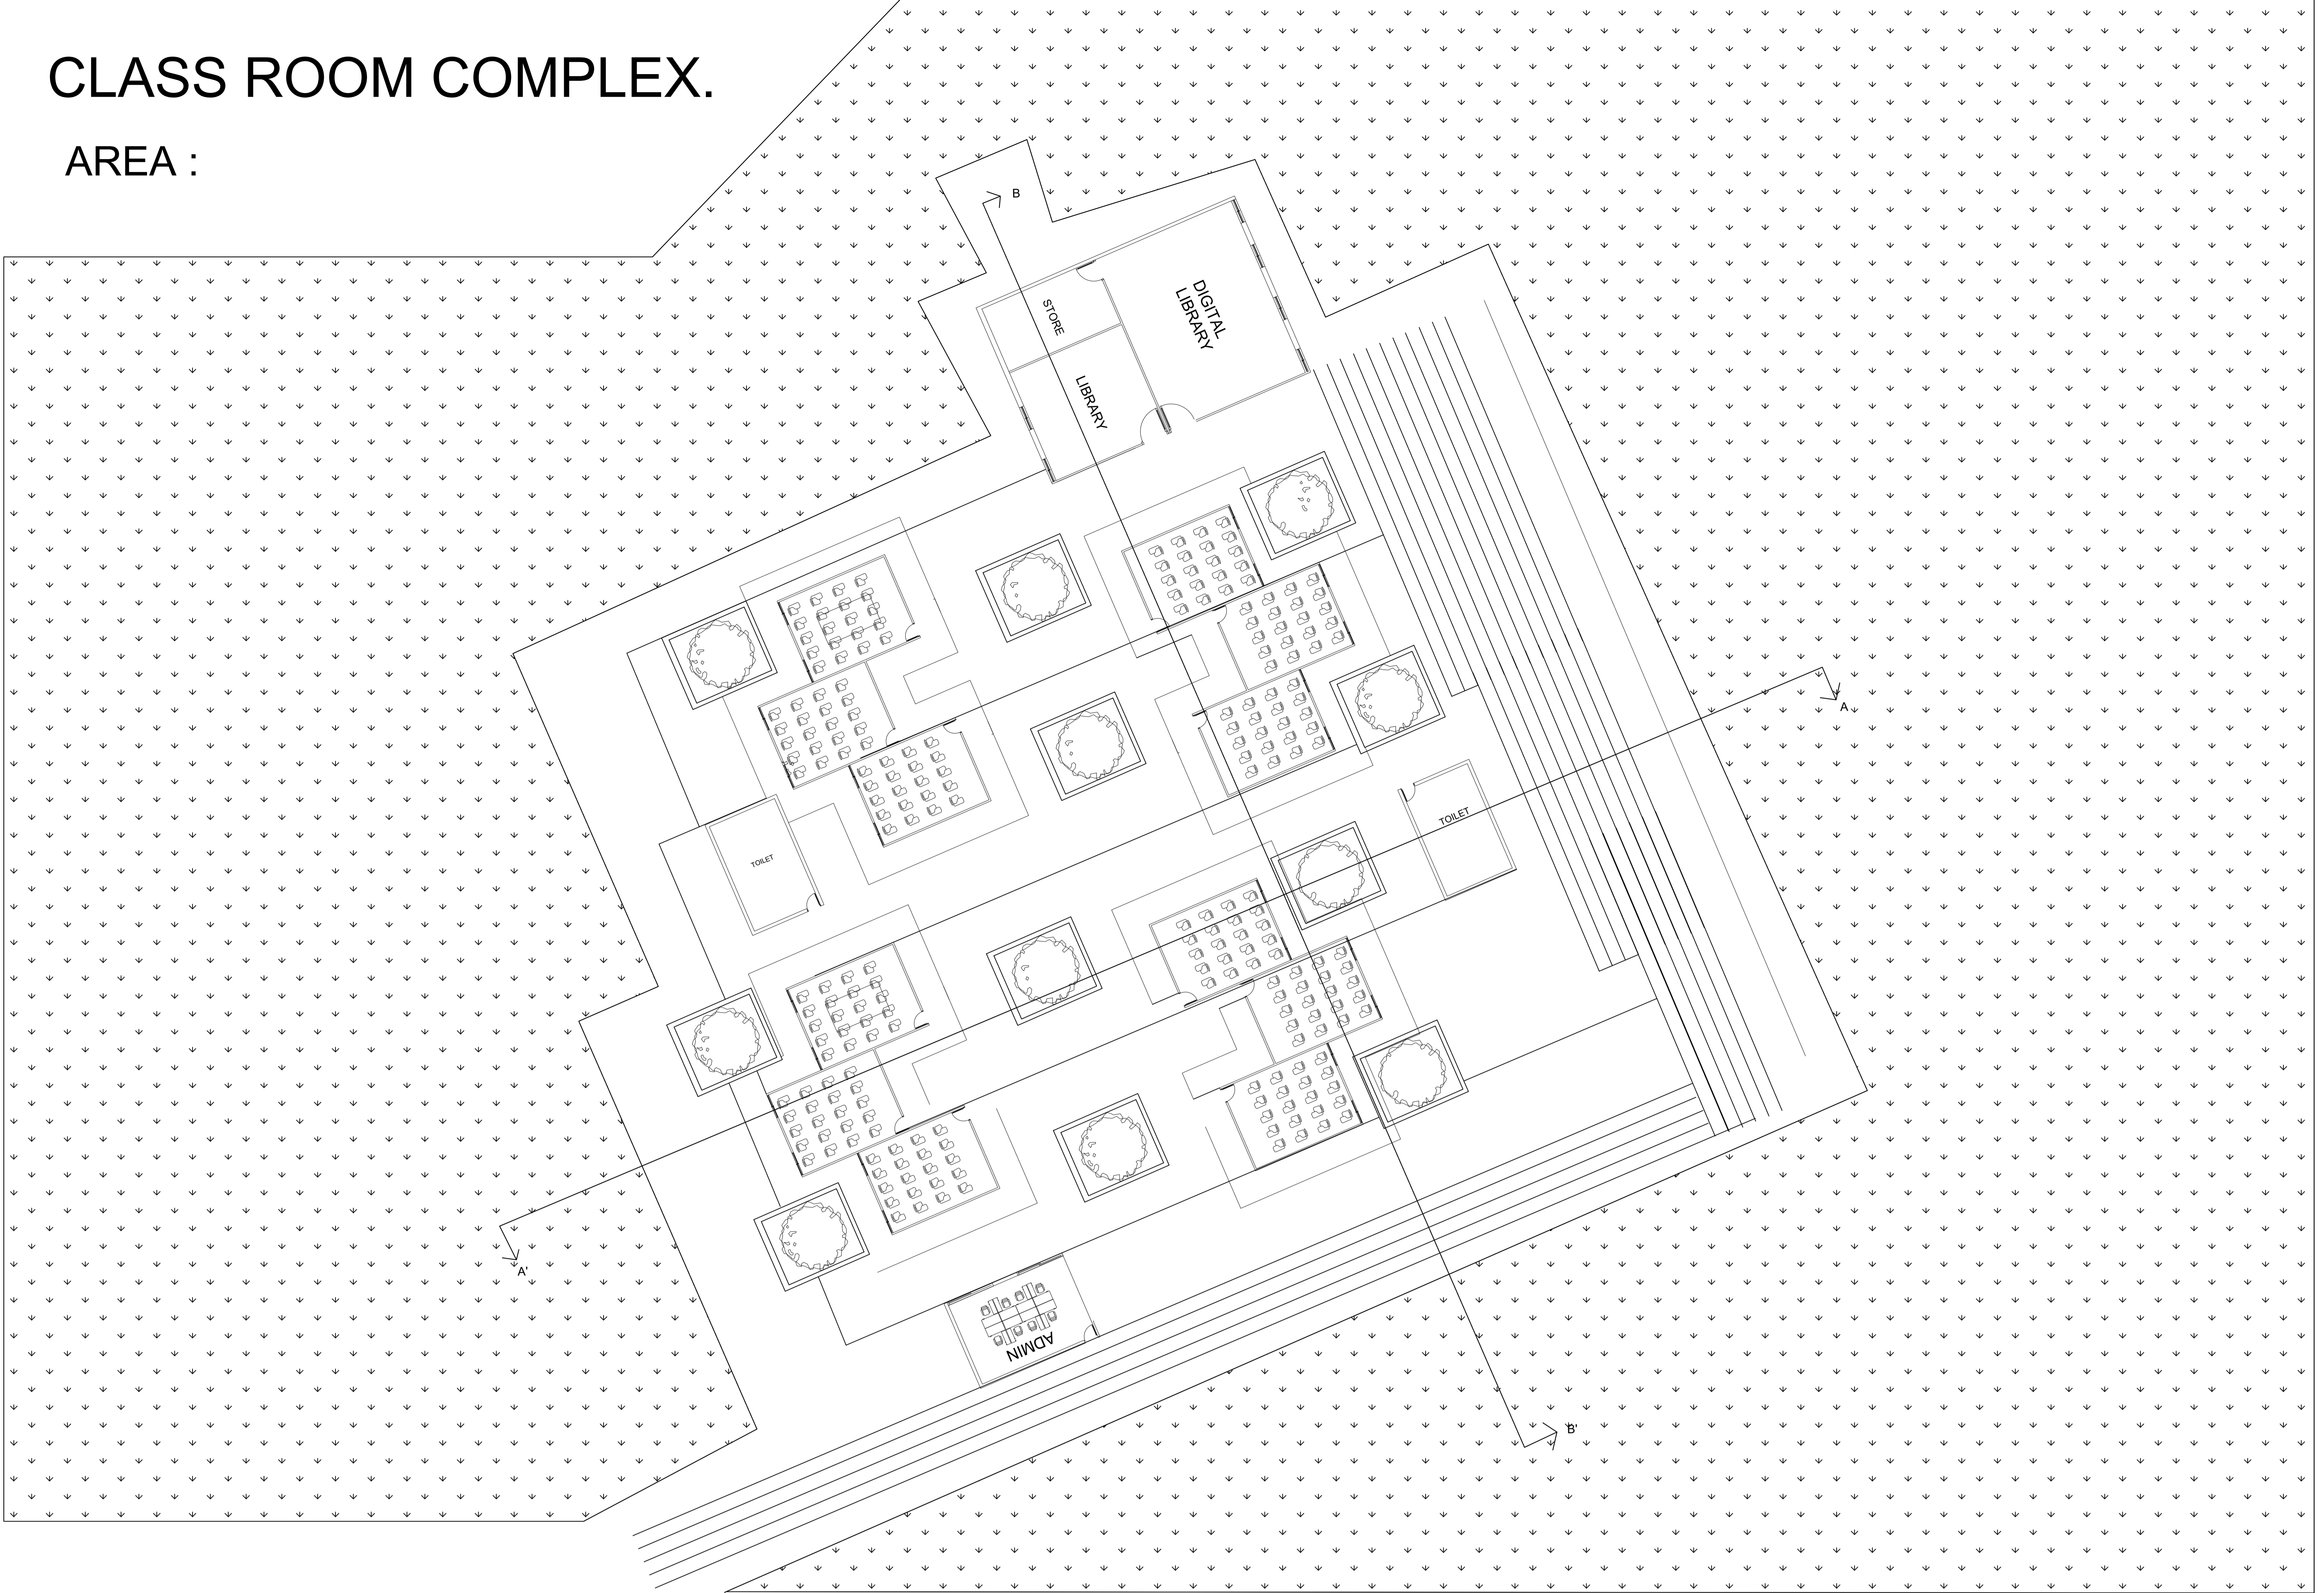 CLASS ROOM COMPLEX.
AREA :
B
STORE
DIGITAL
LIBRARY
LIBRARY
A
TOILET
TOILET
A'
ADMIN
B'